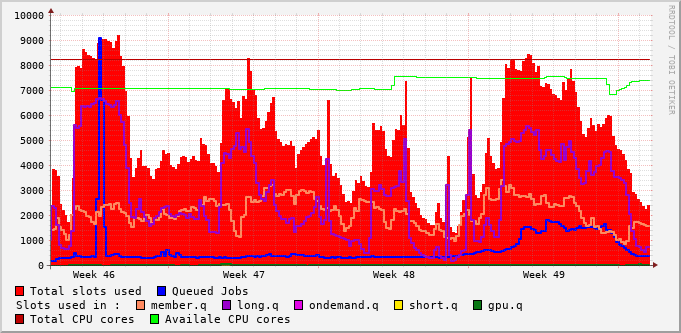 RRDTOOL / TOBI OETIKER
10000
9000
8000
7000
6000
5000
4000
3000
2000
1000
0
Week 46 Week 47 Week 48 Week 49
Total slots used Queued Jobs
Slots used in : member.q long.q ondemand.q short.q gpu.q
Total CPU cores Availale CPU cores